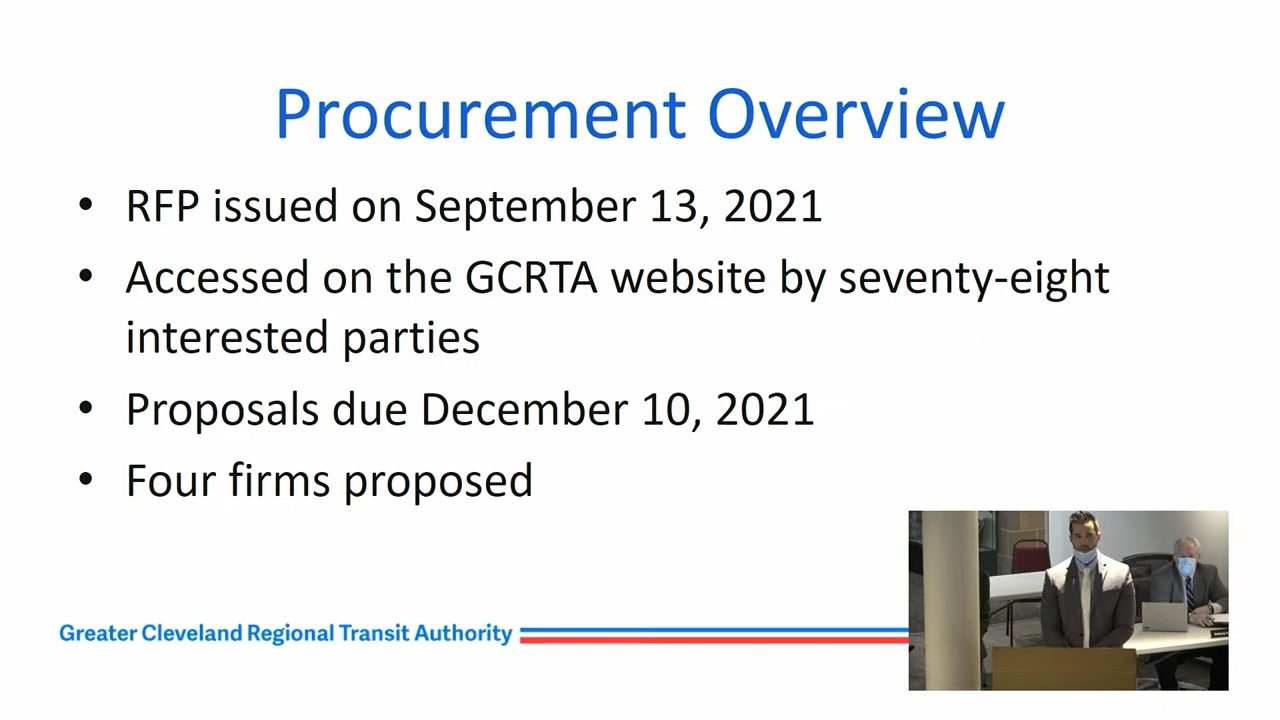 Procurement Overview
• RFP issued on September 13, 2021
• Accessed on the GCRTA website by seventy-eight
interested parties
• Proposals due December 10, 2021
• Four firms proposed
Greater Cleveland Regional Transit Authority